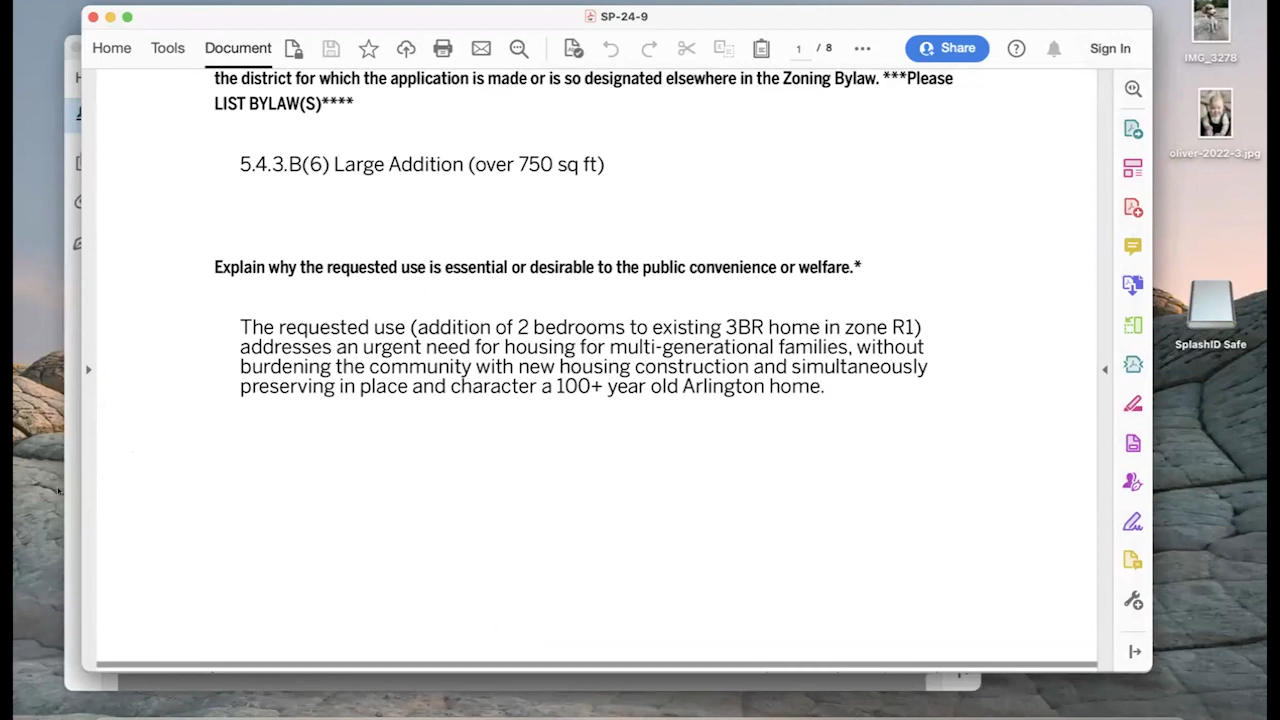 SP-24-9
Home Tools Document 1 / 8 Share Sign In
the district for which the application is made or is so designated elsewhere in the Zoning Bylaw. ***Please
LIST BYLAW(S)****
5.4.3.B(6) Large Addition (over 750 sq ft)
Explain why the requested use is essential or desirable to the public convenience or welfare.*
The requested use (addition of 2 bedrooms to existing 3BR home in zone R1)
addresses an urgent need for housing for multi-generational families, without
burdening the community with new housing construction and simultaneously
preserving in place and character a 100+ year old Arlington home.
IMG_3278
oliver-2022-3.jpg
SplashID Safe